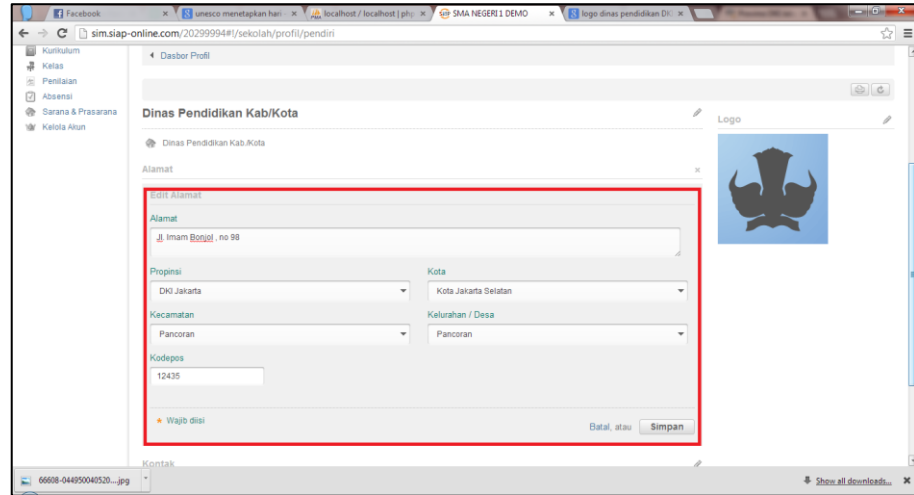 Facebook
unesco menetapkan hari
localhost / localhost | php
SMA NEGERI 1 DEMO
logo dinas pendidikan DK
sim.siap-online.com/20299994#!/sekolah/profil/pendiri
Kurikulum
Kelas
Penilaian
Absensi
Sarana & Prasarana
Kelola Akun
Dasbor Profil
Dinas Pendidikan Kab/Kota
Logo
Dinas Pendidikan Kab./Kota
Alamat
Edit Alamat
Alamat
Jl. Imam Bonjol , no 98
Propinsi Kota
DKI Jakarta Kota Jakarta Selatan
Kecamatan Kelurahan / Desa
Pancoran Pancoran
Kodepos
12435
Wajib diisi
Batal, atau Simpan
Kontak
66608-044950040520....jpg
Show all downloads...